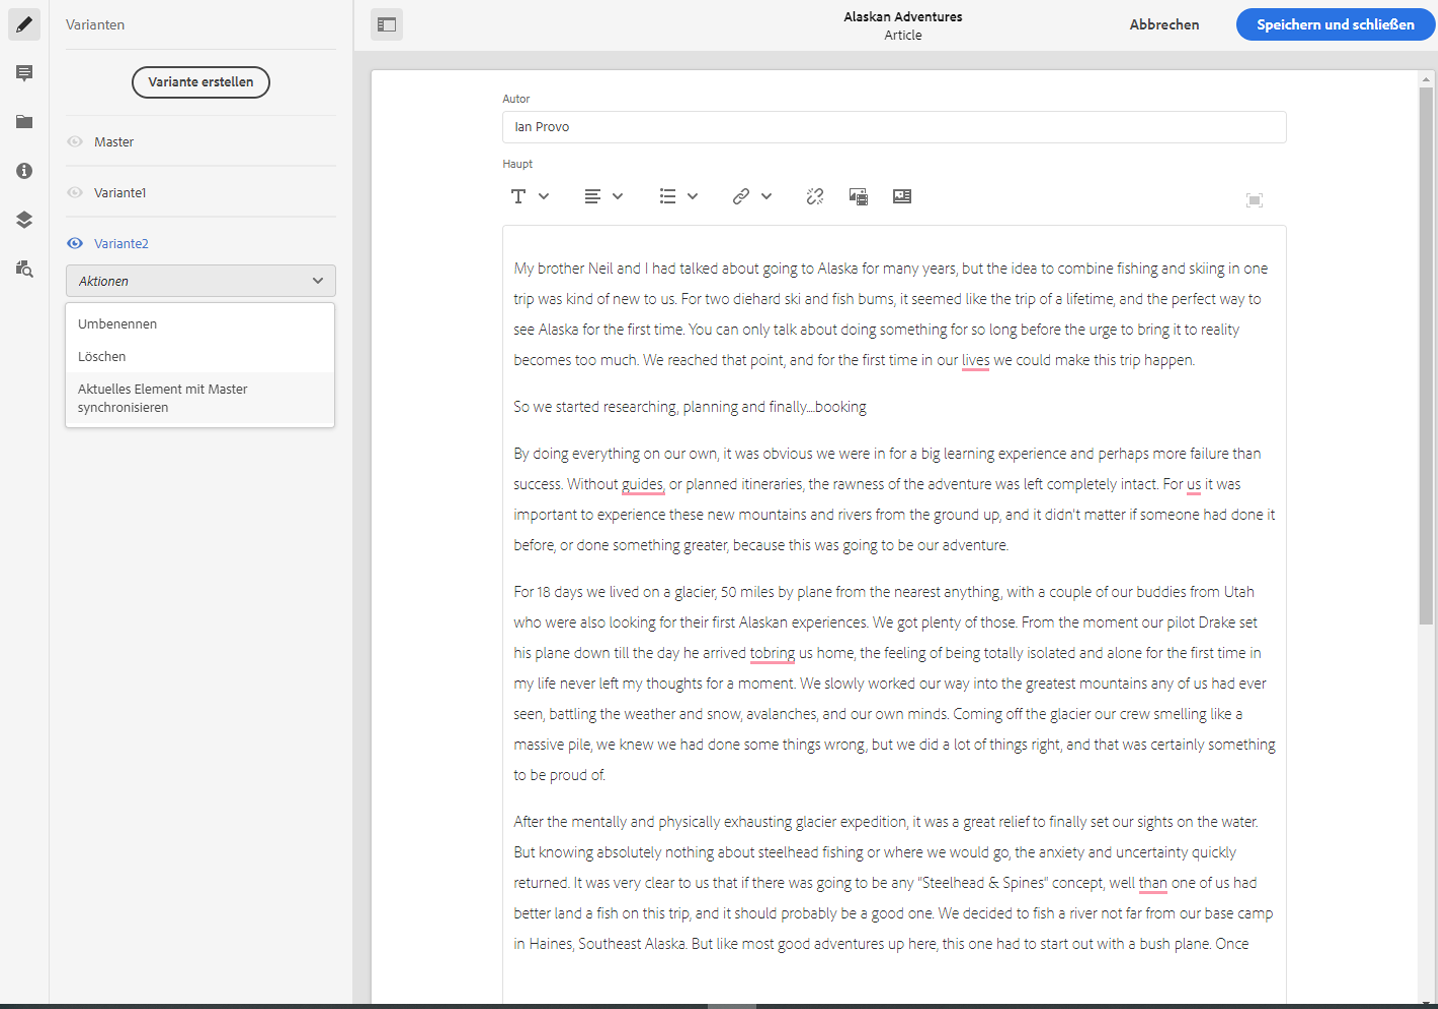 Varianten
Alaskan Adventures
Article
Abbrechen
Speichern und schließen
Variante erstellen
Master
Variante1
Variante2
Aktionen
Umbenennen
Löschen
Aktuelles Element mit Master
synchronisieren
Autor
Ian Provo
Haupt
My brother Neil and I had talked about going to Alaska for many years, but the idea to combine fishing and skiing in one
trip was kind of new to us. For two diehard ski and fish bums, it seemed like the trip of a lifetime, and the perfect way to
see Alaska for the first time. You can only talk about doing something for so long before the urge to bring it to reality
becomes too much. We reached that point, and for the first time in our lives we could make this trip happen.
So we started researching, planning and finally...booking
By doing everything on our own, it was obvious we were in for a big learning experience and perhaps more failure than
success. Without guides, or planned itineraries, the rawness of the adventure was left completely intact. For us it was
important to experience these new mountains and rivers from the ground up, and it didn't matter if someone had done it
before, or done something greater, because this was going to be our adventure.
For 18 days we lived on a glacier, 50 miles by plane from the nearest anything, with a couple of our buddies from Utah
who were also looking for their first Alaskan experiences. We got plenty of those. From the moment our pilot Drake set
his plane down till the day he arrived tobring us home, the feeling of being totally isolated and alone for the first time in
my life never left my thoughts for a moment. We slowly worked our way into the greatest mountains any of us had ever
seen, battling the weather and snow, avalanches, and our own minds. Coming off the glacier our crew smelling like a
massive pile, we knew we had done some things wrong, but we did a lot of things right, and that was certainly something
to be proud of.
After the mentally and physically exhausting glacier expedition, it was a great relief to finally set our sights on the water.
But knowing absolutely nothing about steelhead fishing or where we would go, the anxiety and uncertainty quickly
returned. It was very clear to us that if there was going to be any "Steelhead & Spines" concept, well than one of us had
better land a fish on this trip, and it should probably be a good one. We decided to fish a river not far from our base camp
in Haines, Southeast Alaska. But like most good adventures up here, this one had to start out with a bush plane. Once